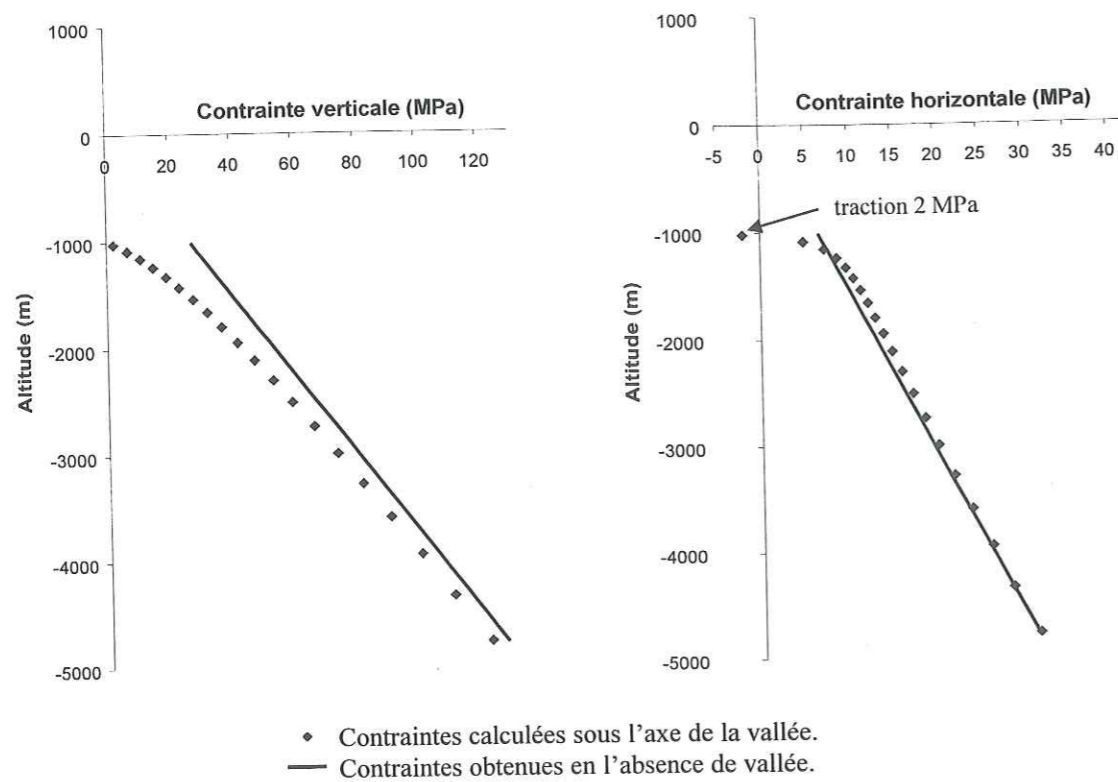 1000
Contrainte verticale (MPa)
0
0 20 40 60 80 100 120
-1000
-2000
-3000
-4000
-5000
Altitude (m)
1000
Contrainte horizontale (MPa)
0
-5 0 5 10 15 20 25 30 35 40
traction 2 MPa
-1000
-2000
-3000
-4000
-5000
Altitude (m)
Contraintes calculées sous l'axe de la vallée.
Contraintes obtenues en l'absence de vallée.